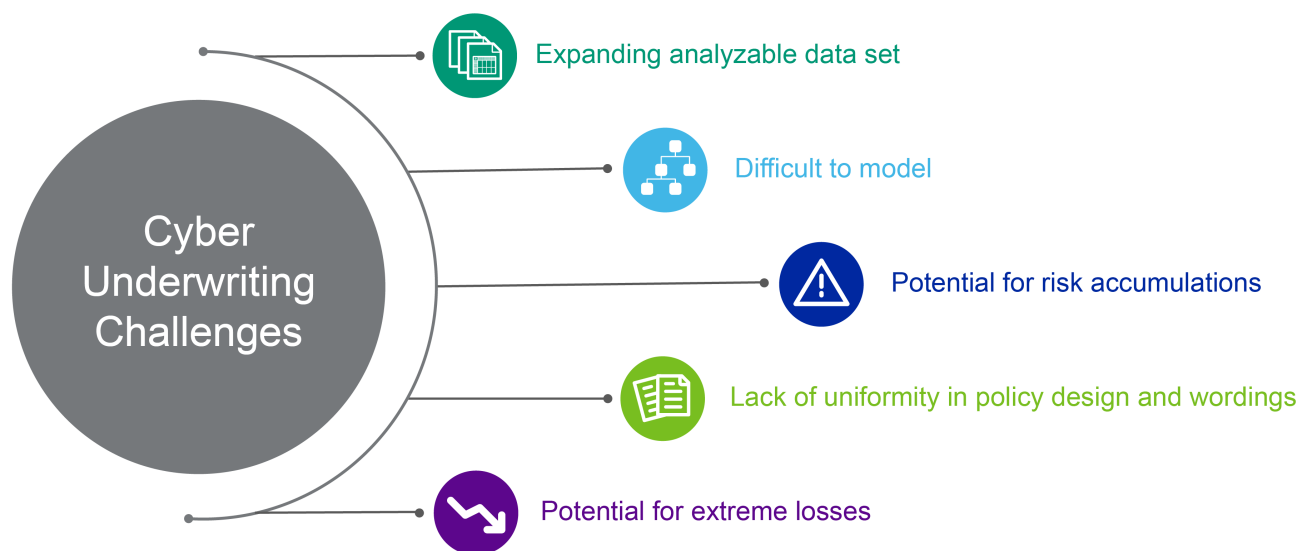 Expanding analyzable data set
Difficult to model
Cyber
Underwriting
Challenges
Potential for risk accumulations
Lack of uniformity in policy design and wordings
Potential for extreme losses